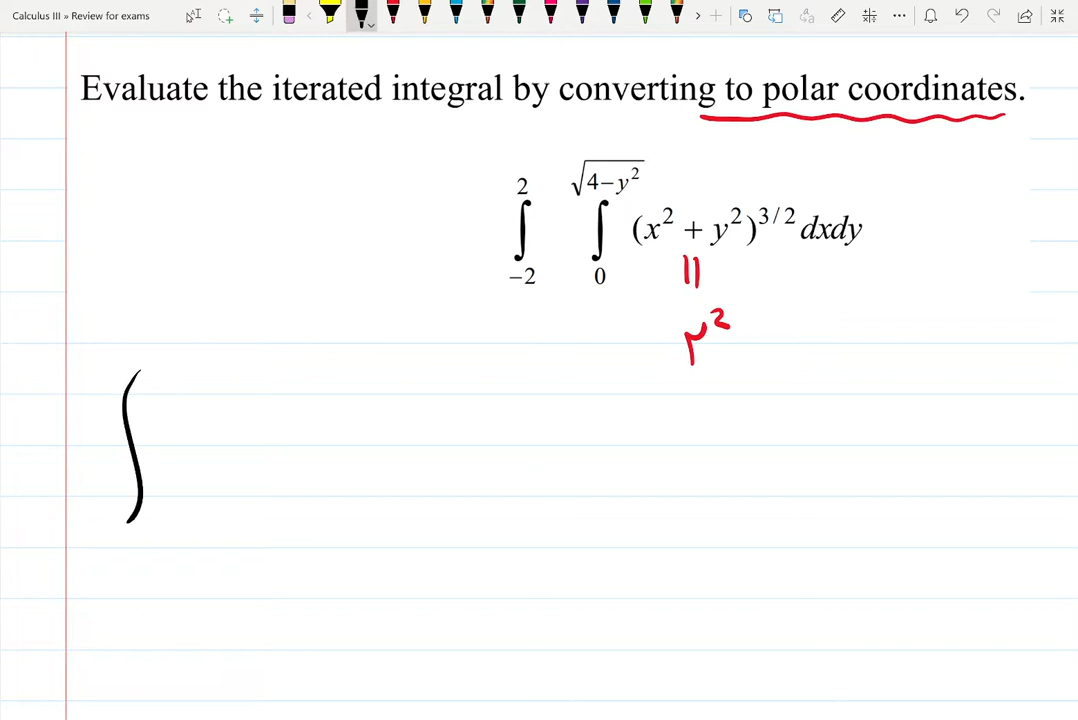 Calculus III » Review for exams
Evaluate the iterated integral by converting to polar coordinates.
∫_{−2}^{2} ∫_{0}^{√(4−y²)} (x² + y²)^{3/2} dxdy
||
r²
∫